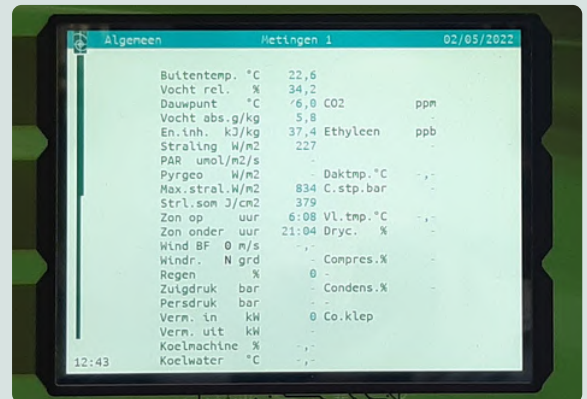 Algemeen Metingen 1 02/05/2022
Buitentemp. °C 22,6
Vocht rel. % 34,2
Dauwpunt °C 6,0 CO2 ppm -
Vocht abs.g/kg 5,8
En.inh. kJ/kg 37,4 Ethyleen ppb
Straling W/m2 227 -
PAR umol/m2/s -
Pyrgeo W/m2 - Daktmp.°C -,-
Max.stral.W/m2 834 C.stp.bar -
Strl.som J/cm2 379
Zon op uur 6:08 Vl.tmp.°C -,-
Zon onder uur 21:04 Dryc. % -
Wind BF 0 m/s -,-
Windr. N grd - Compres.% -
Regen % 0 -
Zuigdruk bar - Condens.% -
Persdruk bar -
Verm. in kW 0 Co.klep -
Verm. uit kW -
Koelmachine % -,-
12:43 Koelwater °C -,-